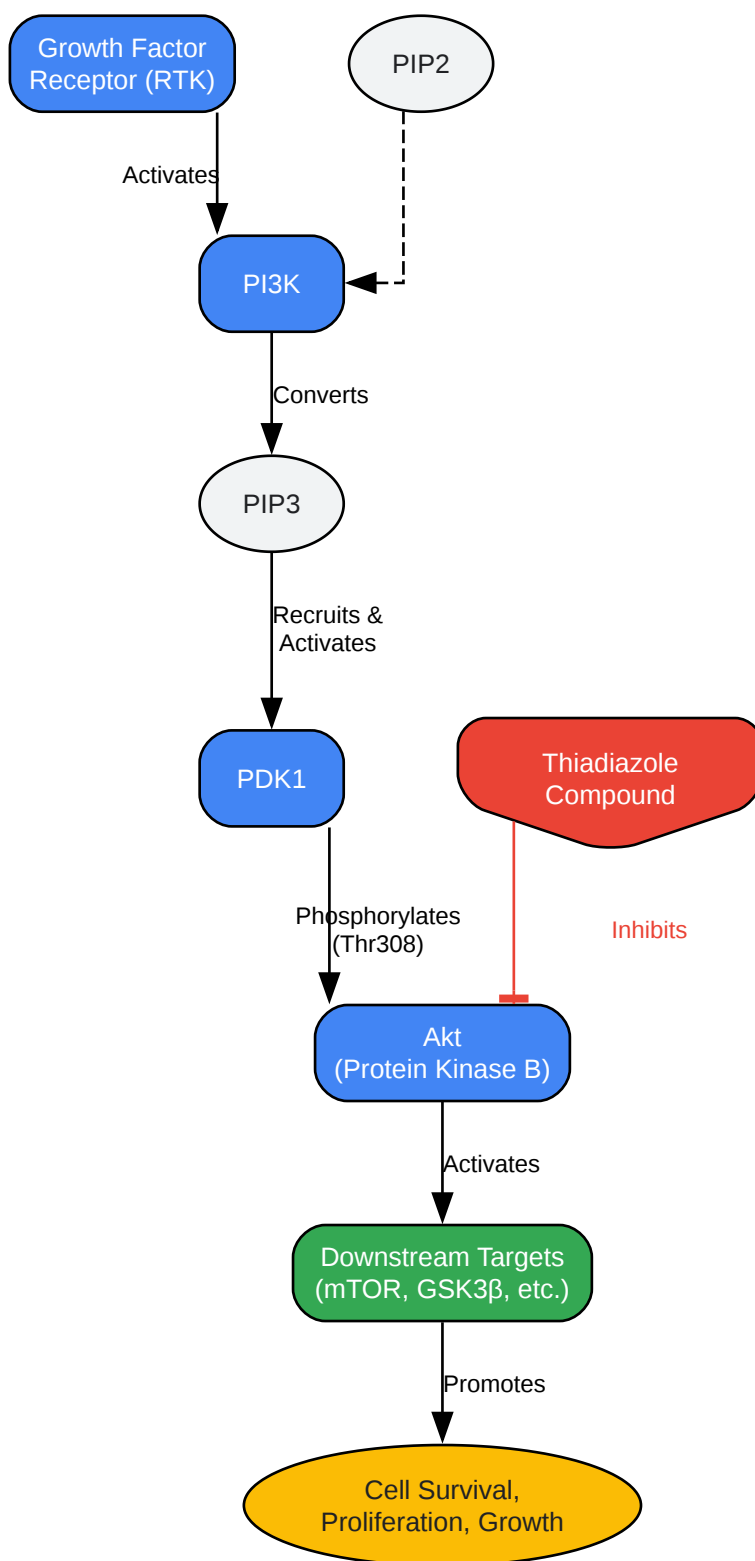 Growth Factor
Receptor (RTK)
PIP2
Activates
PI3K
Converts
PIP3
Recruits &
Activates
PDK1
Thiadiazole
Compound
Phosphorylates
(Thr308)
Inhibits
Akt
(Protein Kinase B)
Activates
Downstream Targets
(mTOR, GSK3β, etc.)
Promotes
Cell Survival,
Proliferation, Growth